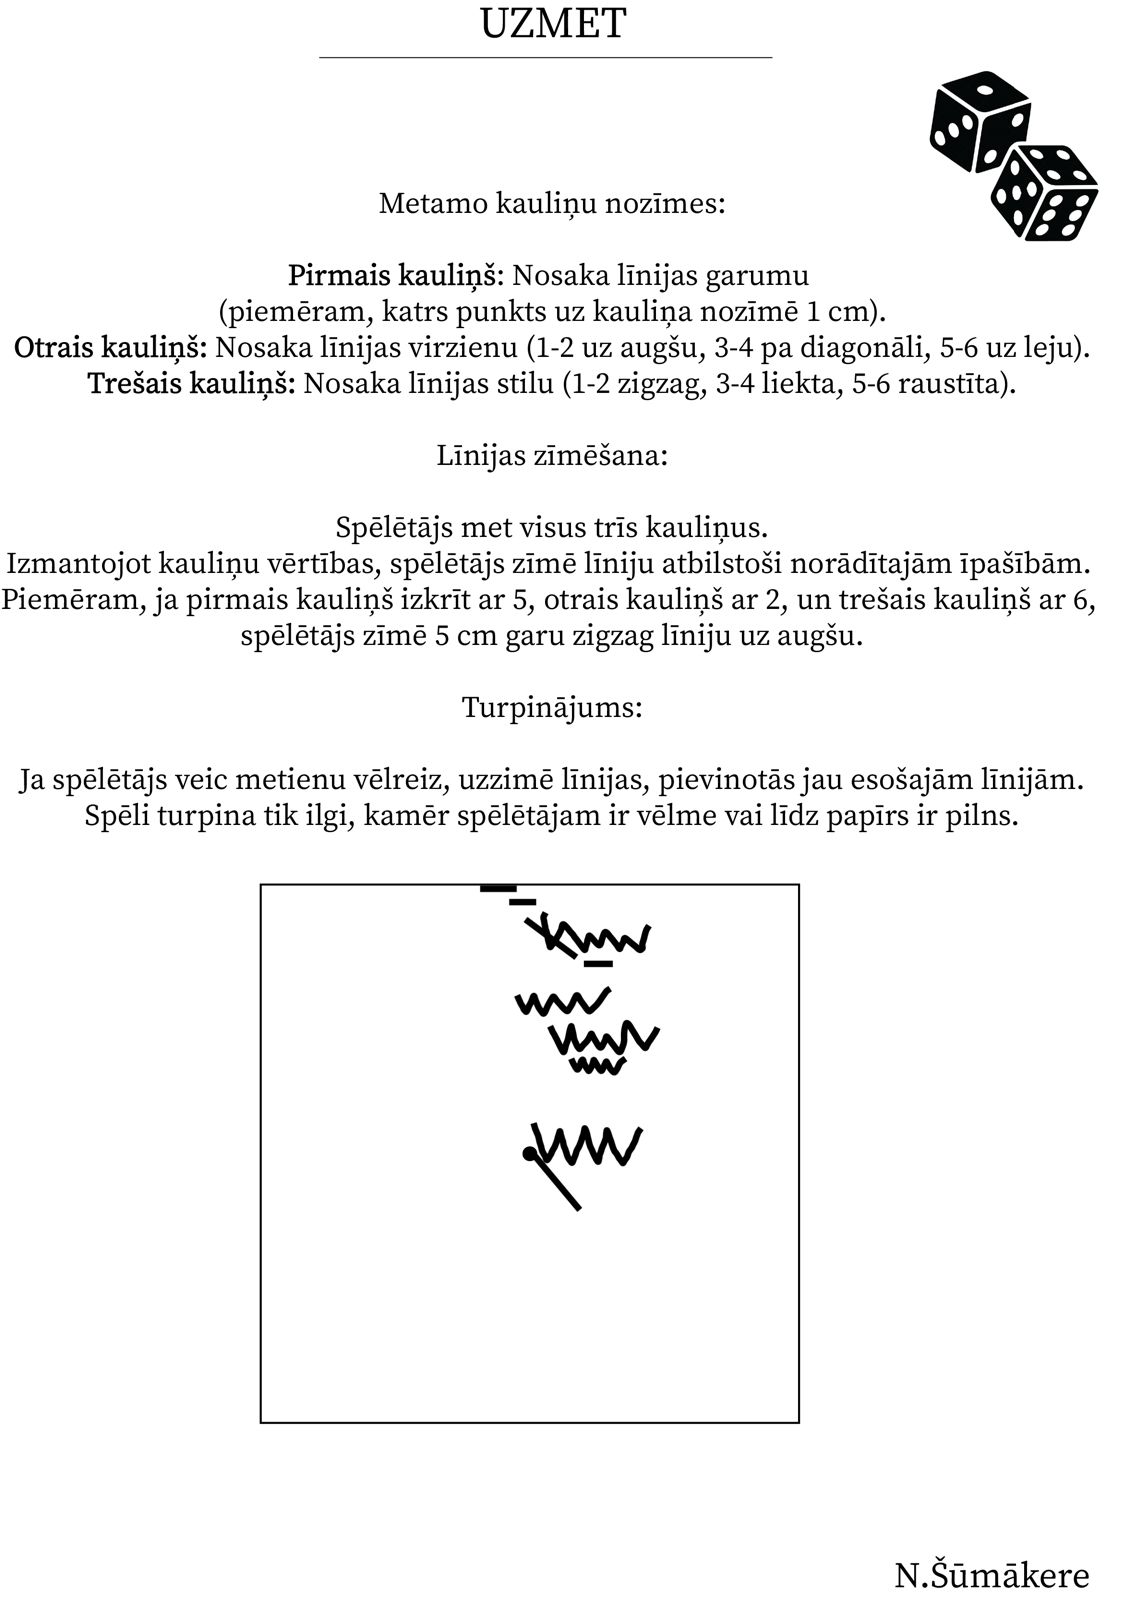 UZMET
Metamo kauliņu nozīmes:
Pirmais kauliņš: Nosaka līnijas garumu
(piemēram, katrs punkts uz kauliņa nozīmē 1 cm).
Otrais kauliņš: Nosaka līnijas virzienu (1-2 uz augšu, 3-4 pa diagonāli, 5-6 uz leju).
Trešais kauliņš: Nosaka līnijas stilu (1-2 zigzag, 3-4 liekta, 5-6 raustīta).
Līnijas zīmēšana:
Spēlētājs met visus trīs kauliņus.
Izmantojot kauliņu vērtības, spēlētājs zīmē līniju atbilstoši norādītajām īpašībām.
Piemēram, ja pirmais kauliņš izkrīt ar 5, otrais kauliņš ar 2, un trešais kauliņš ar 6,
spēlētājs zīmē 5 cm garu zigzag līniju uz augšu.
Turpinājums:
Ja spēlētājs veic metienu vēlreiz, uzzimē līnijas, pievinotās jau esošajām līnijām.
Spēli turpina tik ilgi, kamēr spēlētājam ir vēlme vai līdz papīrs ir pilns.
N.Šūmākere